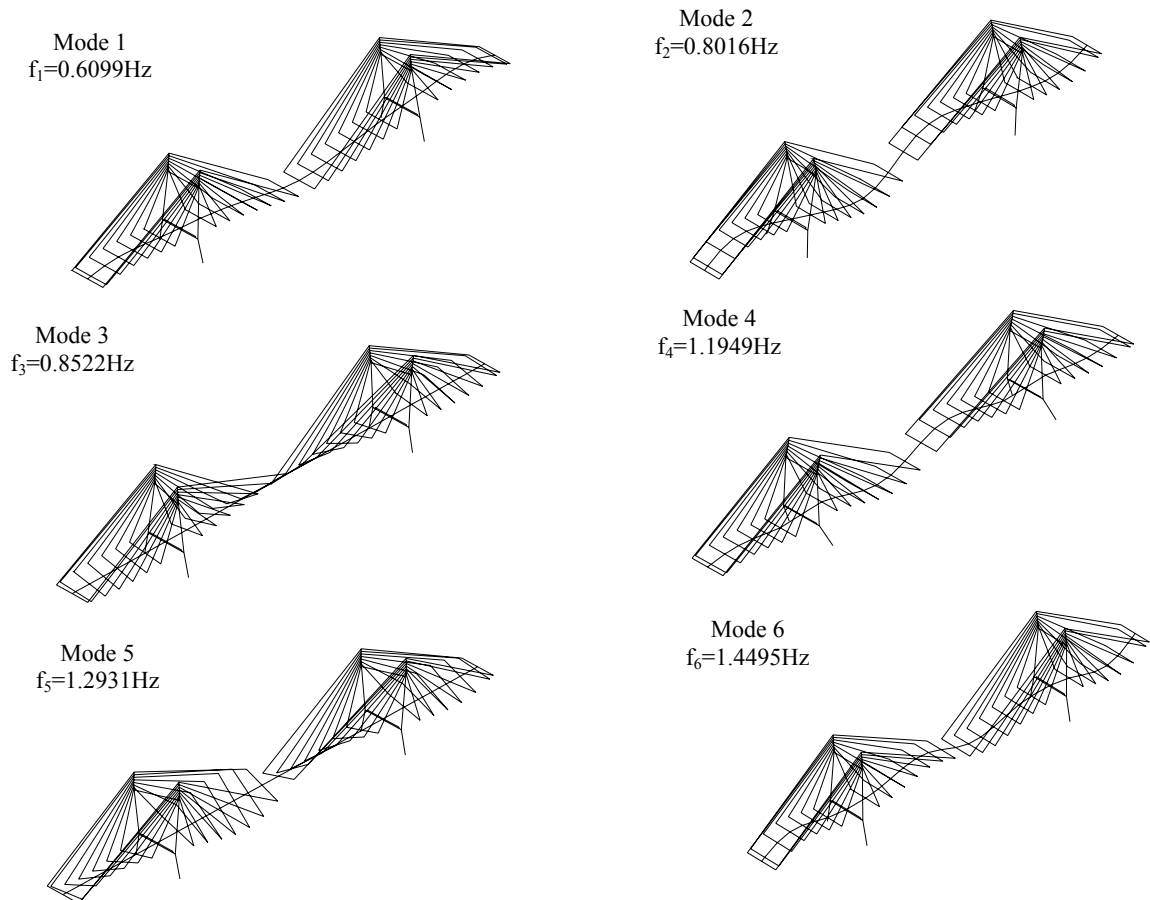 Mode 1
f₁=0.6099Hz
Mode 2
f₂=0.8016Hz
Mode 3
f₃=0.8522Hz
Mode 4
f₄=1.1949Hz
Mode 5
f₅=1.2931Hz
Mode 6
f₆=1.4495Hz